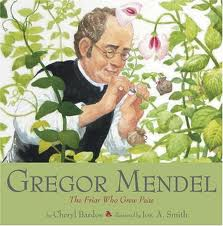 GREGOR MENDEL
The Friar Who Grew Peas
by Cheryl Bardoe illustrated by Jos. A. Smith